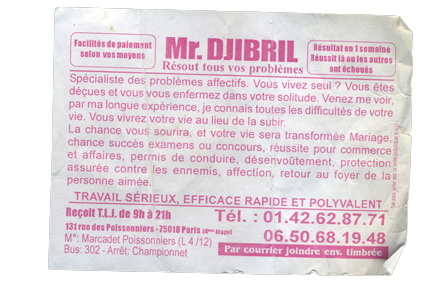 Facilités de paiement
selon vos moyens
Mr. DJIBRIL
Résout tous vos problèmes
Résultat en 1 semaine
Réussit là ou les autres
ont échoués
Spécialiste des problèmes affectifs. Vous vivez seul ? Vous êtes
déçues et vous vous enfermez dans votre solitude. Venez me voir,
par ma longue expérience, je connais toutes les difficultés de votre
vie. Vous vivrez votre vie au lieu de la subir.
La chance vous sourira, et votre vie sera transformée Mariage,
chance succès examens ou concours, réussite pour commerce
et affaires, permis de conduire, désenvoûtement, protection
assurée contre les ennemis, affection, retour au foyer de la
personne aimée.
TRAVAIL SÉRIEUX, EFFICACE RAPIDE ET POLYVALENT
Reçoit T.L.J. de 9h à 21h
131 rue des Poissonniers -75018 Paris (4ème étage)
M°: Marcadet Poissonniers (L 4 /12)
Bus: 302 - Arrêt: Championnet
Tél. : 01.42.62.87.71
06.50.68.19.48
Par courrier joindre env. timbrée